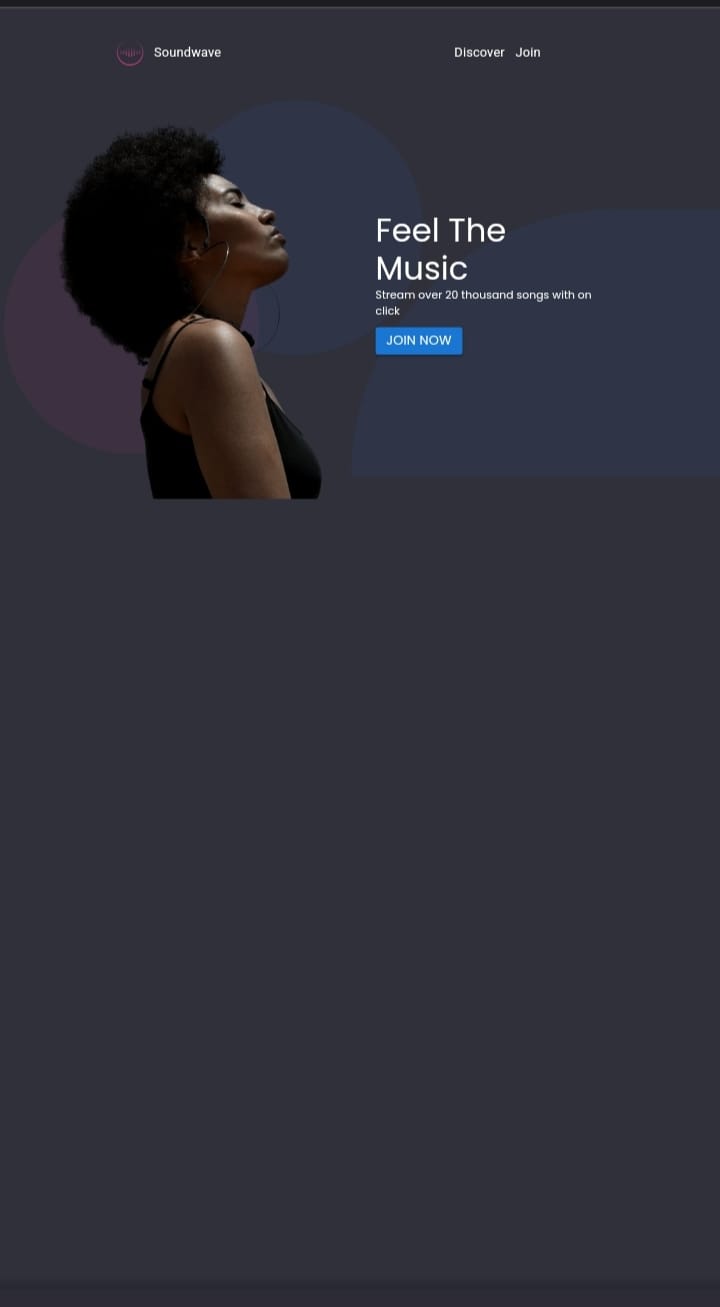 Soundwave
Discover Join
Feel The
Music
Stream over 20 thousand songs with on
click
JOIN NOW